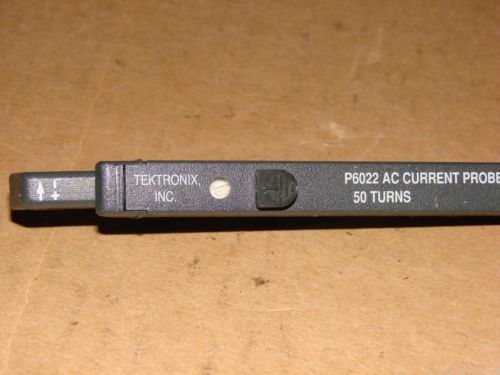 TEKTRONIX,
INC.
P6022 AC CURRENT PROBE
50 TURNS